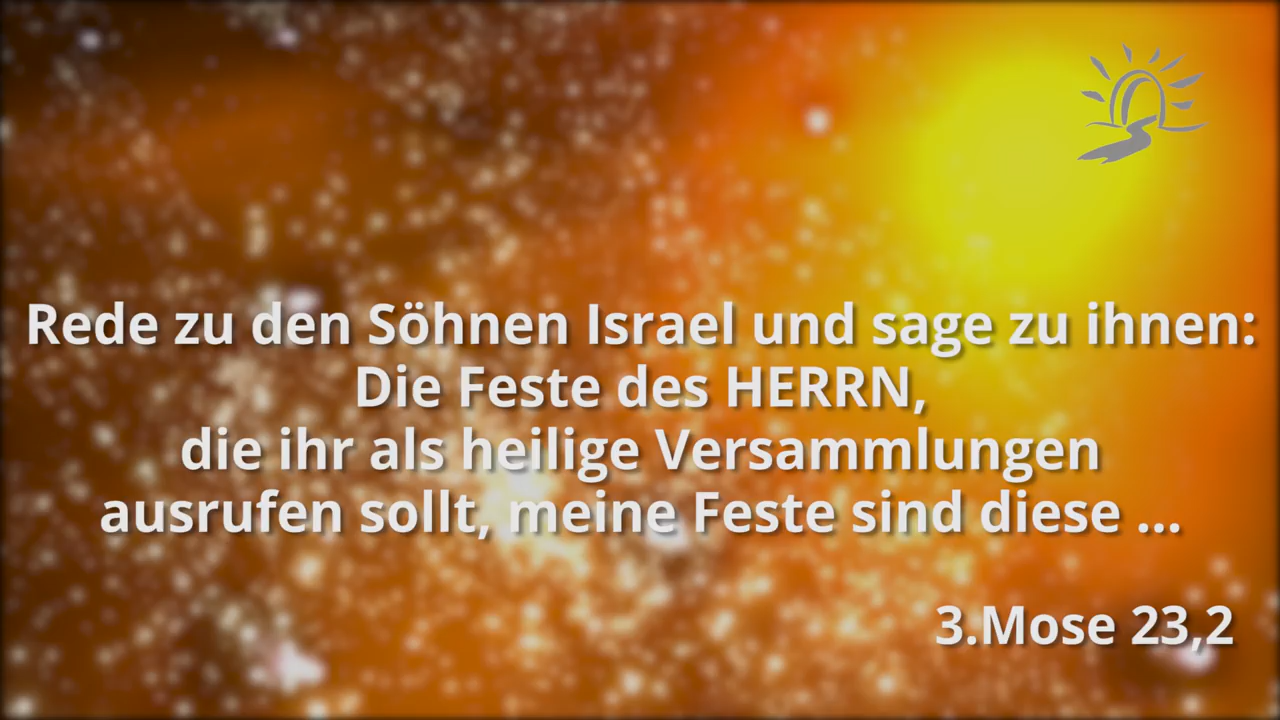 Rede zu den Söhnen Israel und sage zu ihnen:
Die Feste des HERRN,
die ihr als heilige Versammlungen
ausrufen sollt, meine Feste sind diese ...
3.Mose 23,2